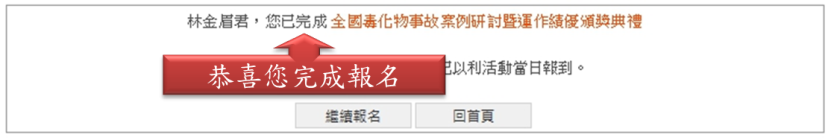 林金眉君，您已完成 全國毒化物事故案例研討暨運作績優頒獎典禮
恭喜您完成報名
以利活動當日報到。
繼續報名
回首頁